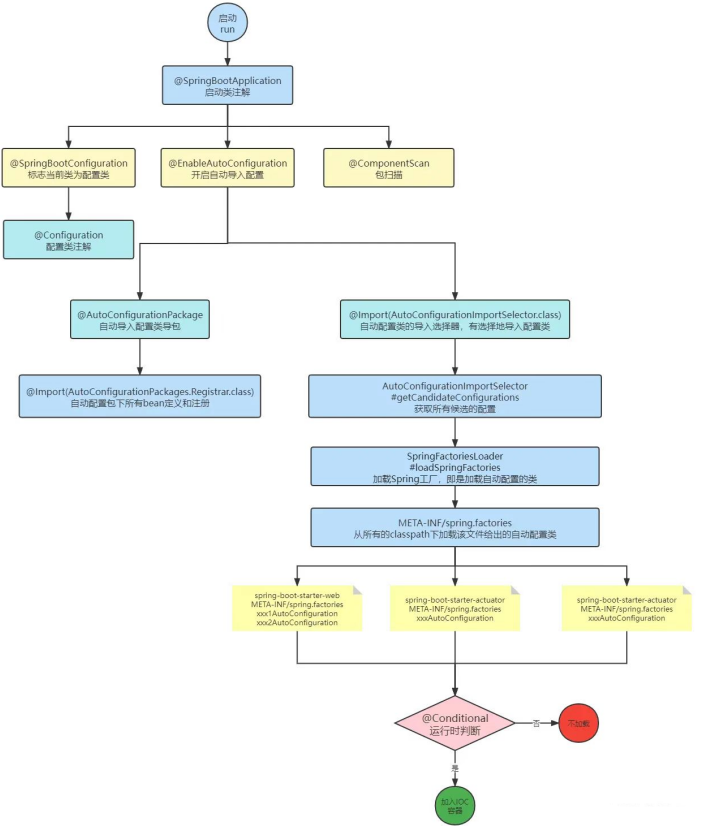 启动
run
@SpringBootApplication
启动类注解
@SpringBootConfiguration
标志当前类为配置类
@EnableAutoConfiguration
开启自动导入配置
@ComponentScan
包扫描
@Configuration
配置类注解
@AutoConfigurationPackage
自动导入配置类导包
@Import(AutoConfigurationImportSelector.class)
自动配置类的导入选择器，有选择地导入配置类
@Import(AutoConfigurationPackages.Registrar.class)
自动配置包下所有bean定义和注册
AutoConfigurationImportSelector
#getCandidateConfigurations
获取所有候选的配置
SpringFactoriesLoader
#loadSpringFactories
加载Spring工厂，即是加载自动配置的类
META-INF/spring.factories
从所有的classpath下加载该文件给出的自动配置类
spring-boot-starter-web
META-INF/spring.factories
xxx1AutoConfiguration
xxx2AutoConfiguration
spring-boot-starter-actuator
META-INF/spring.factories
xxxAutoConfiguration
spring-boot-starter-actuator
META-INF/spring.factories
xxxAutoConfiguration
@Conditional
运行时判断
否
不加载
是
加入IOC
容器